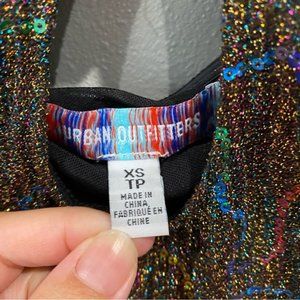 URBAN OUTFITTERS
XS
TP
MADE IN
CHINA
FABRIQUÉ EN
CHINE